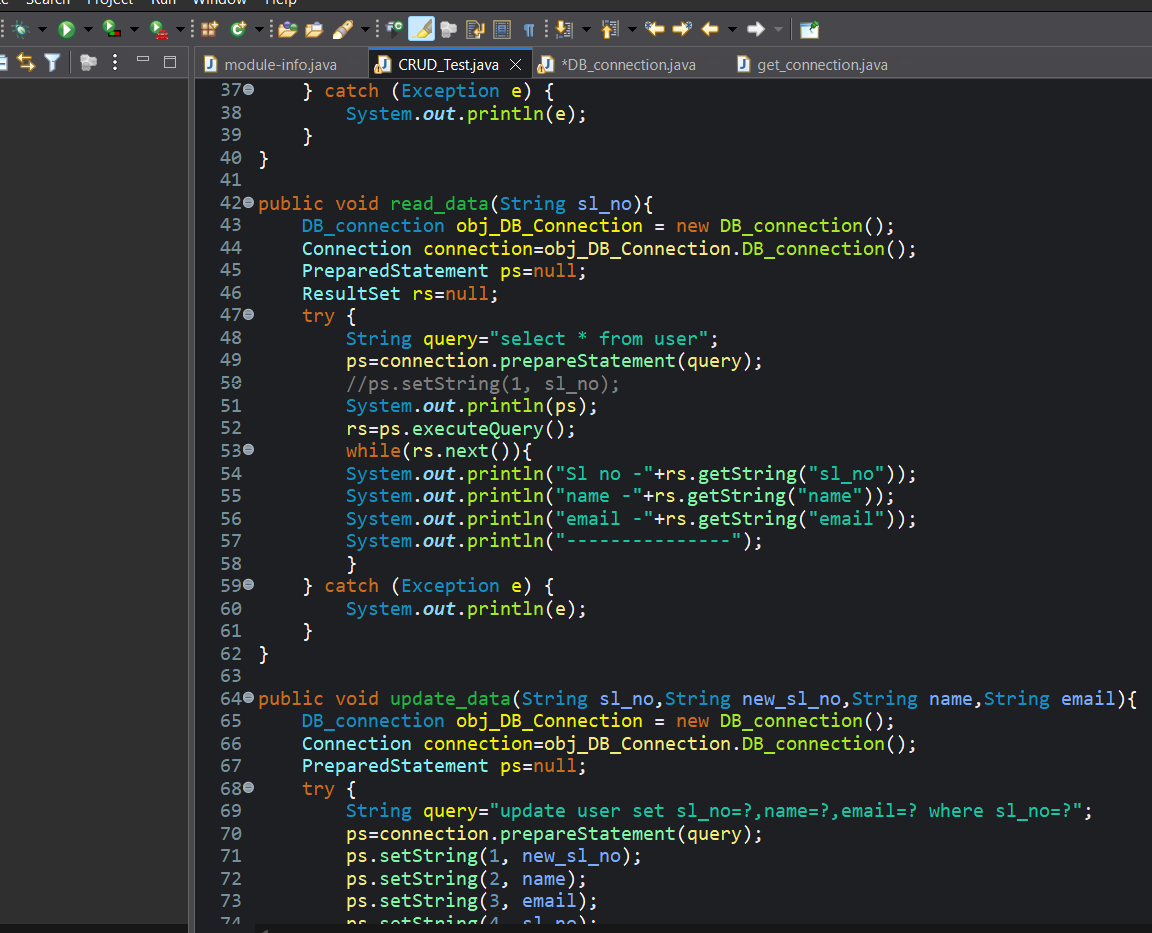 Search Project Run Window Help
module-info.java CRUD_Test.java *DB_connection.java get_connection.java
37 } catch (Exception e) {
38 System.out.println(e);
39 }
40 }
41
42 public void read_data(String sl_no){
43 DB_connection obj_DB_Connection = new DB_connection();
44 Connection connection=obj_DB_Connection.DB_connection();
45 PreparedStatement ps=null;
46 ResultSet rs=null;
47 try {
48 String query="select * from user";
49 ps=connection.prepareStatement(query);
50 //ps.setString(1, sl_no);
51 System.out.println(ps);
52 rs=ps.executeQuery();
53 while(rs.next()){
54 System.out.println("Sl no -"+rs.getString("sl_no"));
55 System.out.println("name -"+rs.getString("name"));
56 System.out.println("email -"+rs.getString("email"));
57 System.out.println("---------------");
58 }
59 } catch (Exception e) {
60 System.out.println(e);
61 }
62 }
63
64 public void update_data(String sl_no,String new_sl_no,String name,String email){
65 DB_connection obj_DB_Connection = new DB_connection();
66 Connection connection=obj_DB_Connection.DB_connection();
67 PreparedStatement ps=null;
68 try {
69 String query="update user set sl_no=?,name=?,email=? where sl_no=?";
70 ps=connection.prepareStatement(query);
71 ps.setString(1, new_sl_no);
72 ps.setString(2, name);
73 ps.setString(3, email);
74 ps.setString(4, sl_no);